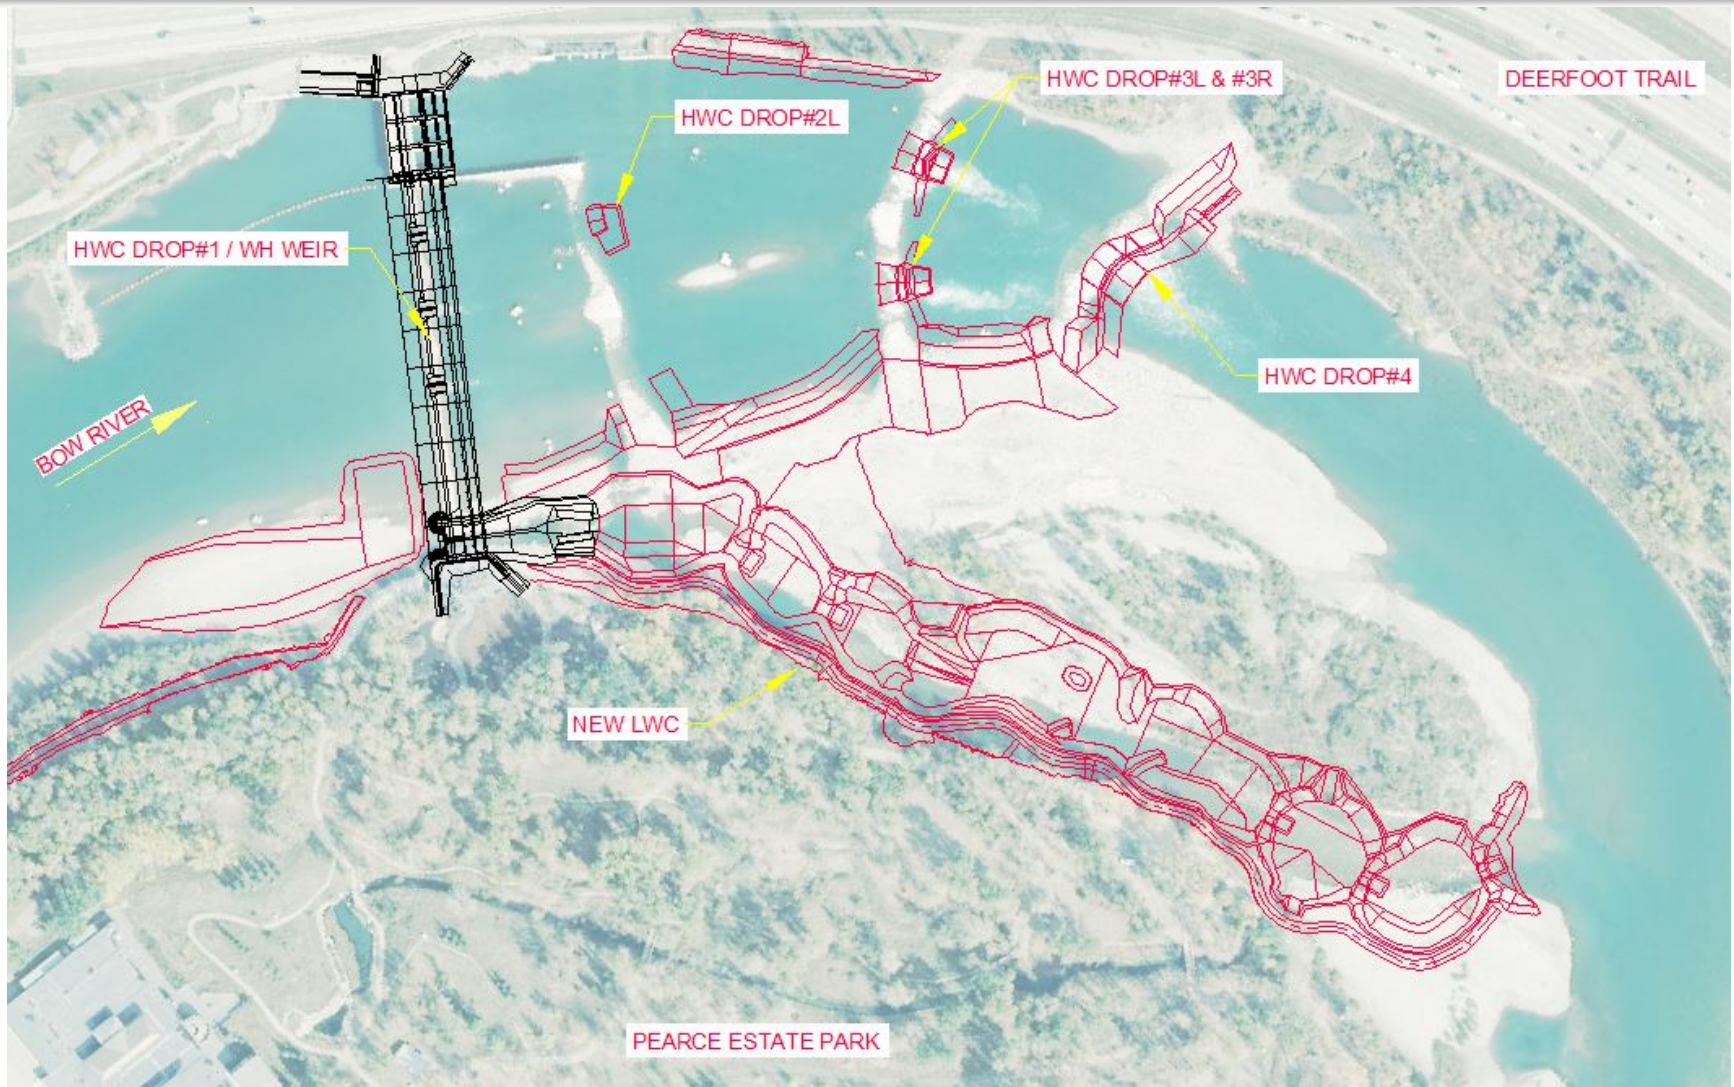 HWC DROP#3L & #3R
DEERFOOT TRAIL
HWC DROP#2L
HWC DROP#1 / WH WEIR
HWC DROP#4
BOW RIVER
NEW LWC
PEARCE ESTATE PARK